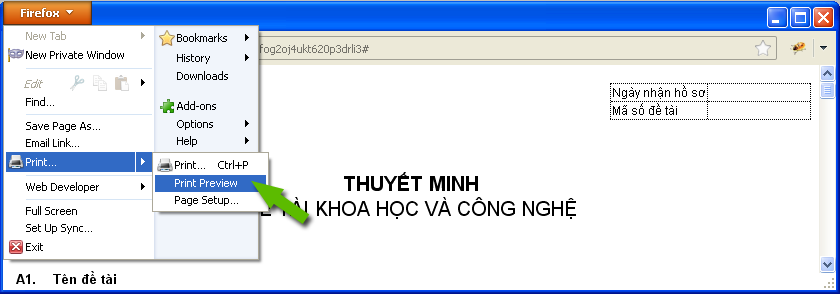 Firefox
New Tab
New Private Window
Edit
Find...
Save Page As...
Email Link...
Print...
Web Developer
Full Screen
Set Up Sync...
Exit
Bookmarks
History
Downloads
Add-ons
Options
Help
Print... Ctrl+P
Print Preview
Page Setup...
fog2oj4ukt620p3drli3#
Ngày nhận hồ sơ
Mã số đề tài
THUYẾT MINH
TÀI KHOA HỌC VÀ CÔNG NGHỆ
A1. Tên đề tài